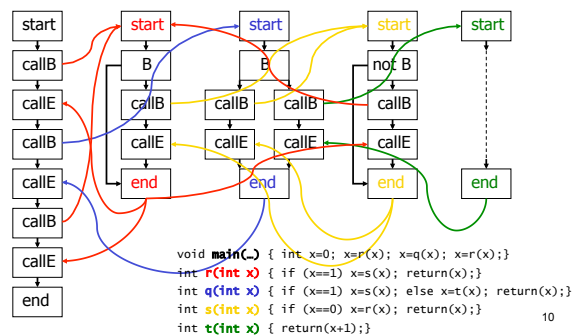 start start start start start
callB B B not B
callE callB callB callB callB
callB callE callE callE callE
callE end end end end
callB
callE
end
void main(…) { int x=0; x=r(x); x=q(x); x=r(x);}
int r(int x) { if (x==1) x=s(x); return(x);}
int q(int x) { if (x==1) x=s(x); else x=t(x); return(x);}
int s(int x) { if (x==0) x=r(x); return(x);}
int t(int x) { return(x+1);}
10